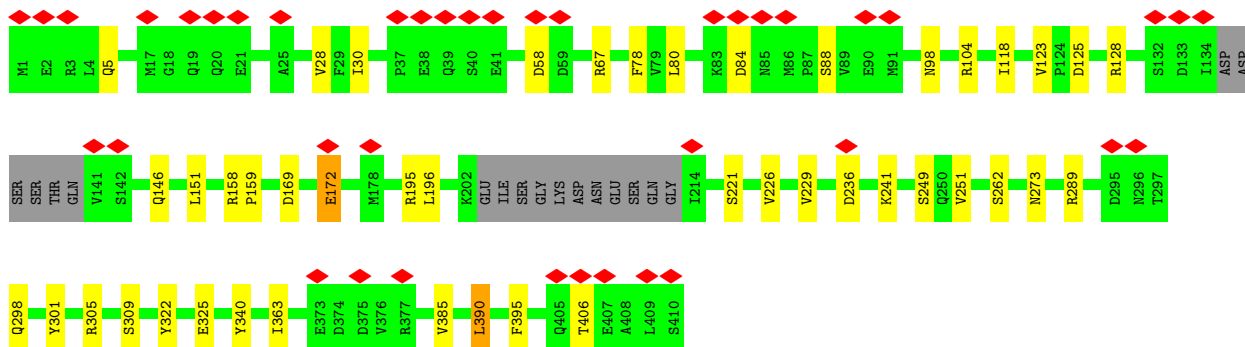 M1 E2 R3 L4 Q5 M17 G18 Q19 Q20 E21 A25 V28 F29 I30 P37 E38 Q39 S40 E41 D58 D59 R67 F78 V79 L80 K83 D84 N85 M86 P87 S88 V89 E90 M91 N98 R104 I118 V123 P124 D125 R128 S132 D133 I134 ASP ASP
SER SER THR GLN V141 S142 Q146 L151 R158 P159 D169 E172 M178 R195 L196 K202 GLU ILE SER GLY LYS ASP ASN GLU SER GLN GLY I214 S221 V226 V229 D236 K241 S249 Q250 V251 S262 N273 R289 D295 N296 T297
Q298 Y301 R305 S309 Y322 E325 Y340 I363 E373 D374 D375 V376 R377 V385 L390 F395 Q405 T406 E407 A408 L409 S410